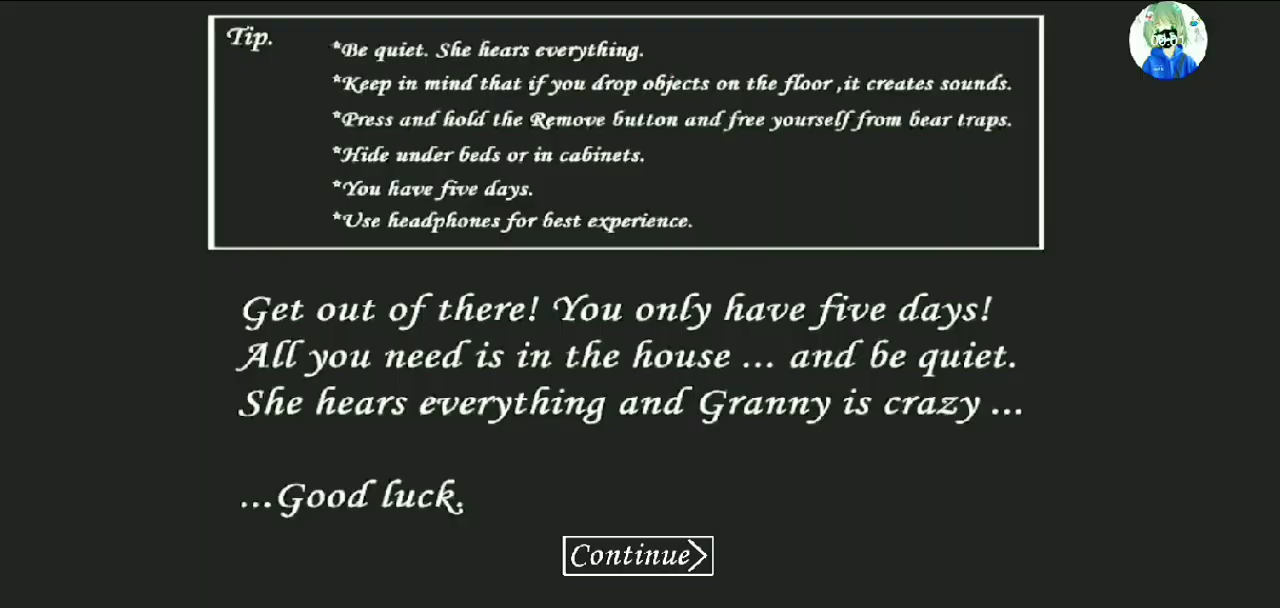 Tip.
*Be quiet. She hears everything.
*Keep in mind that if you drop objects on the floor ,it creates sounds.
*Press and hold the Remove button and free yourself from bear traps.
*Hide under beds or in cabinets.
*You have five days.
*Use headphones for best experience.
00:01
Get out of there! You only have five days!
All you need is in the house ... and be quiet.
She hears everything and Granny is crazy ...
...Good luck.
Continue>